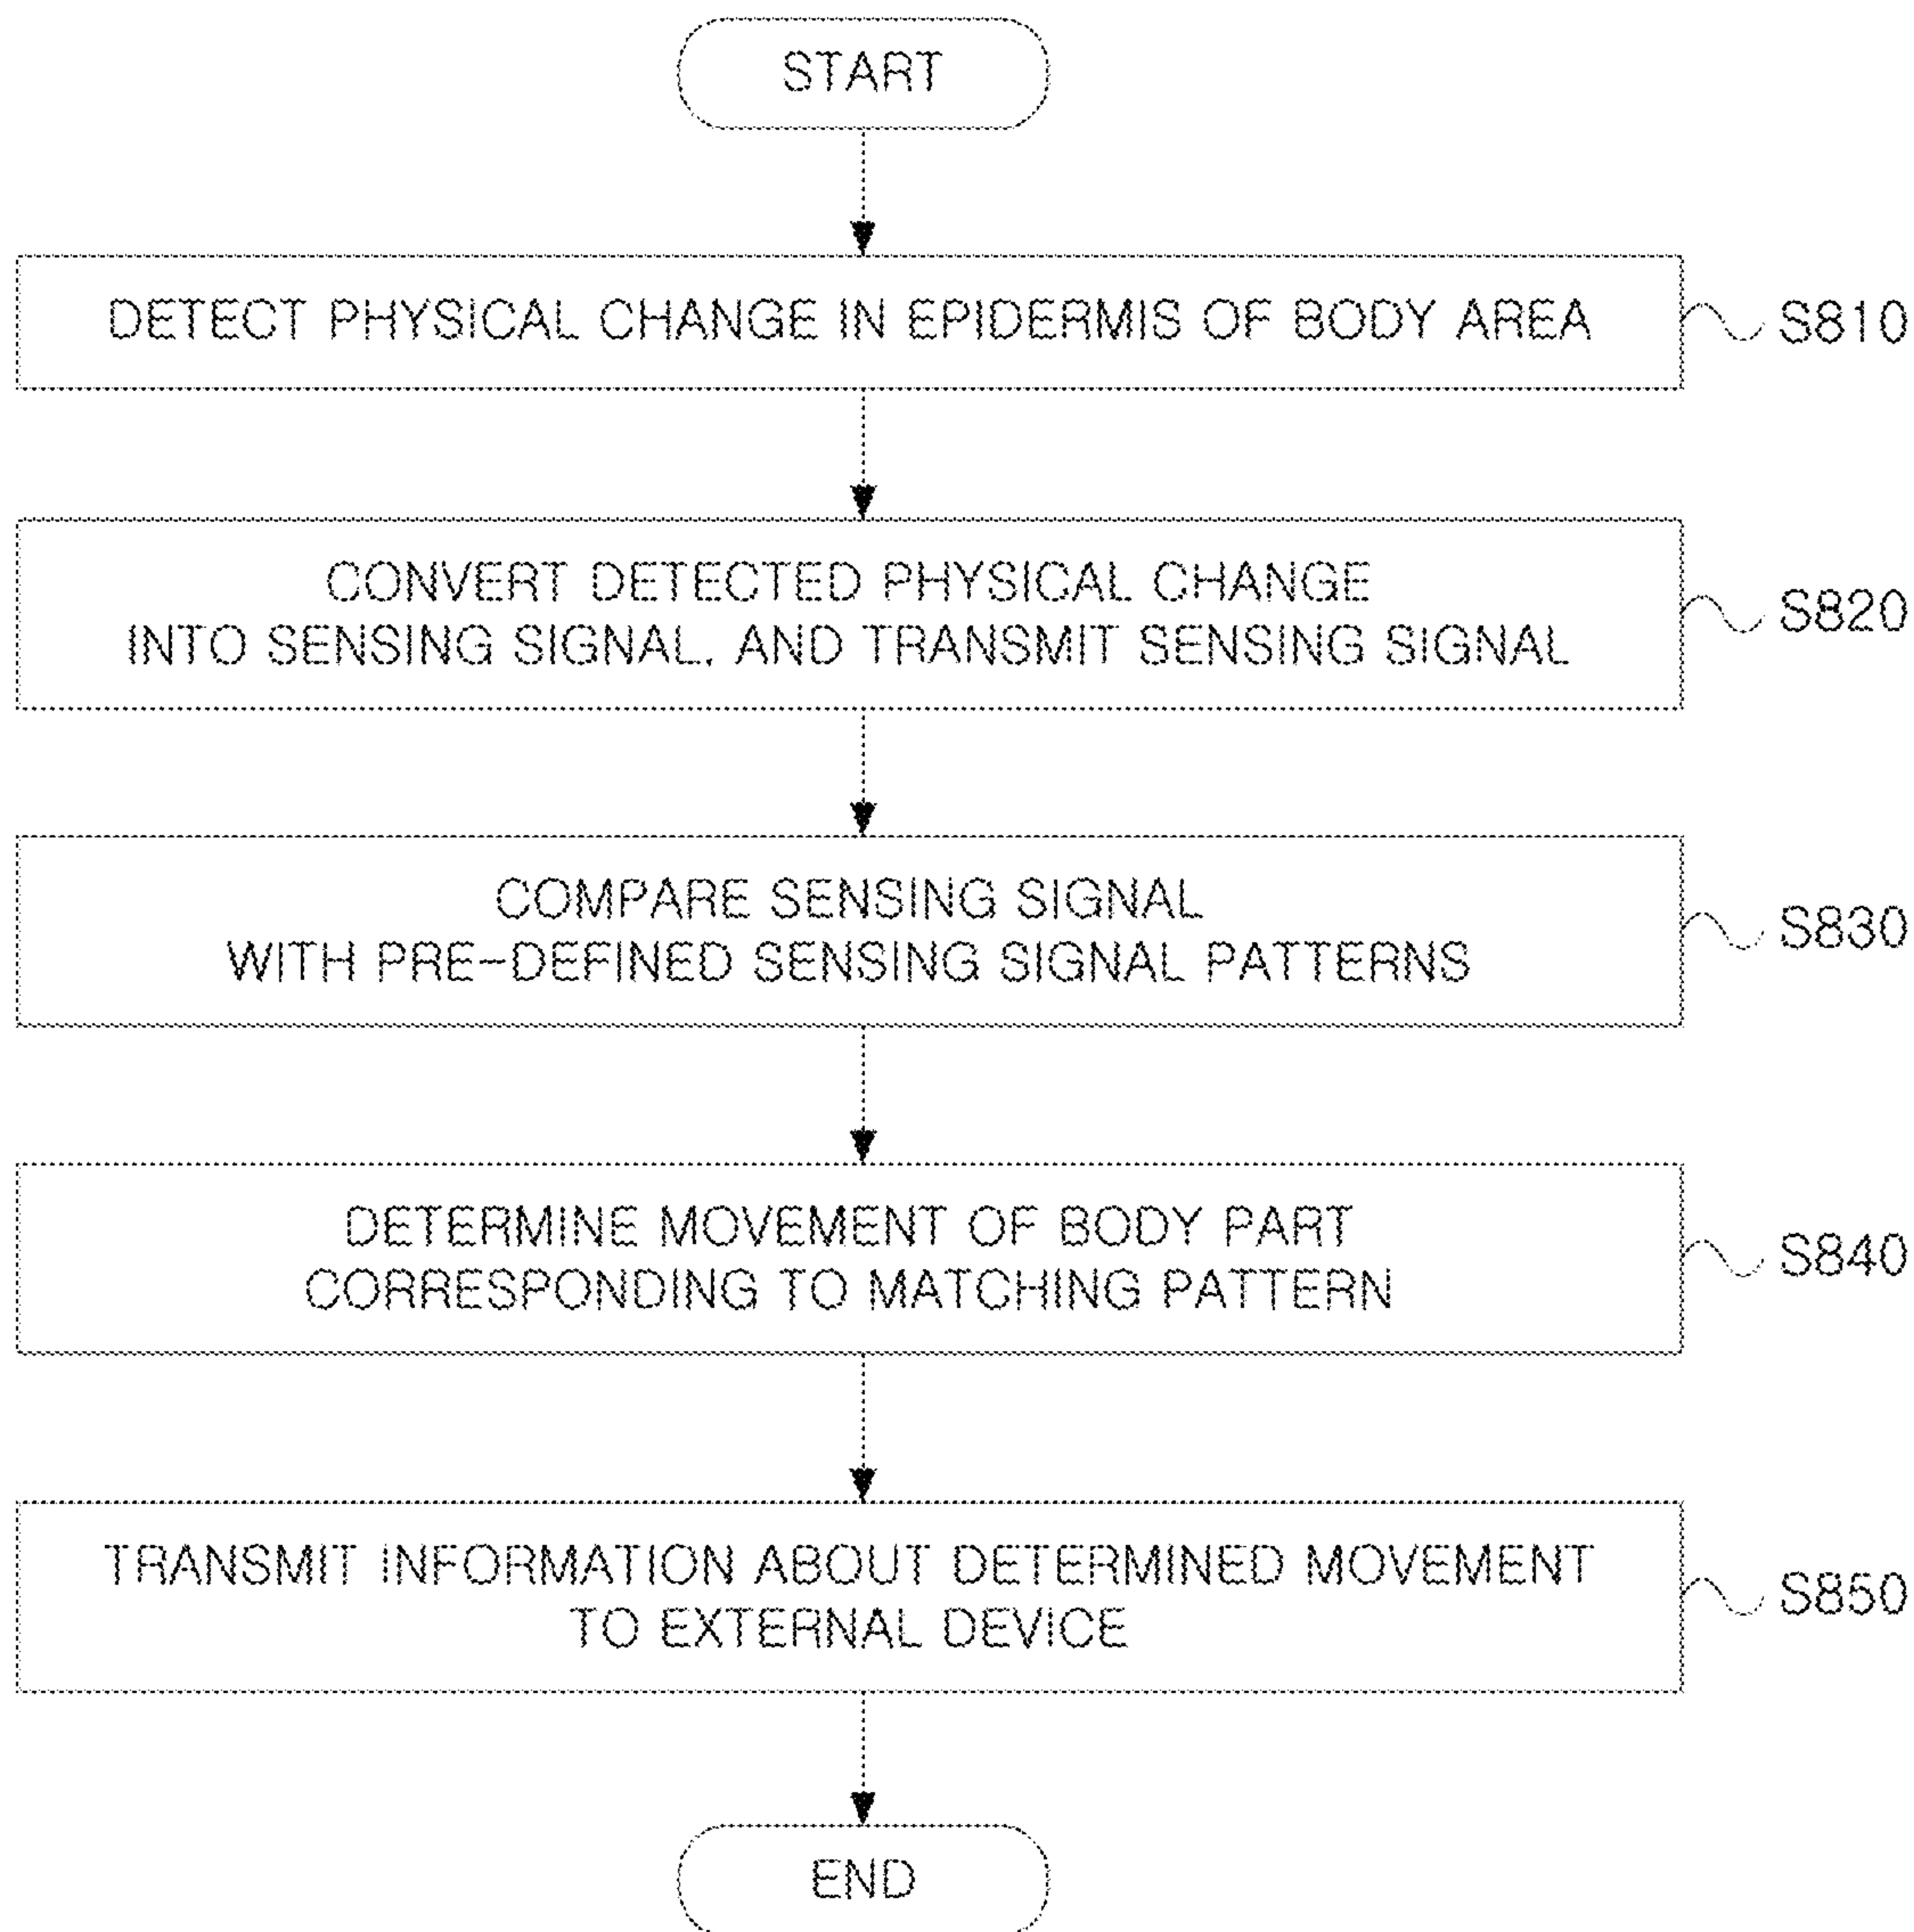 START
DETECT PHYSICAL CHANGE IN EPIDERMIS OF BODY AREA
S810
CONVERT DETECTED PHYSICAL CHANGE
INTO SENSING SIGNAL, AND TRANSMIT SENSING SIGNAL
S820
COMPARE SENSING SIGNAL
WITH PRE-DEFINED SENSING SIGNAL PATTERNS
S830
DETERMINE MOVEMENT OF BODY PART
CORRESPONDING TO MATCHING PATTERN
S840
TRANSMIT INFORMATION ABOUT DETERMINED MOVEMENT
TO EXTERNAL DEVICE
S850
END